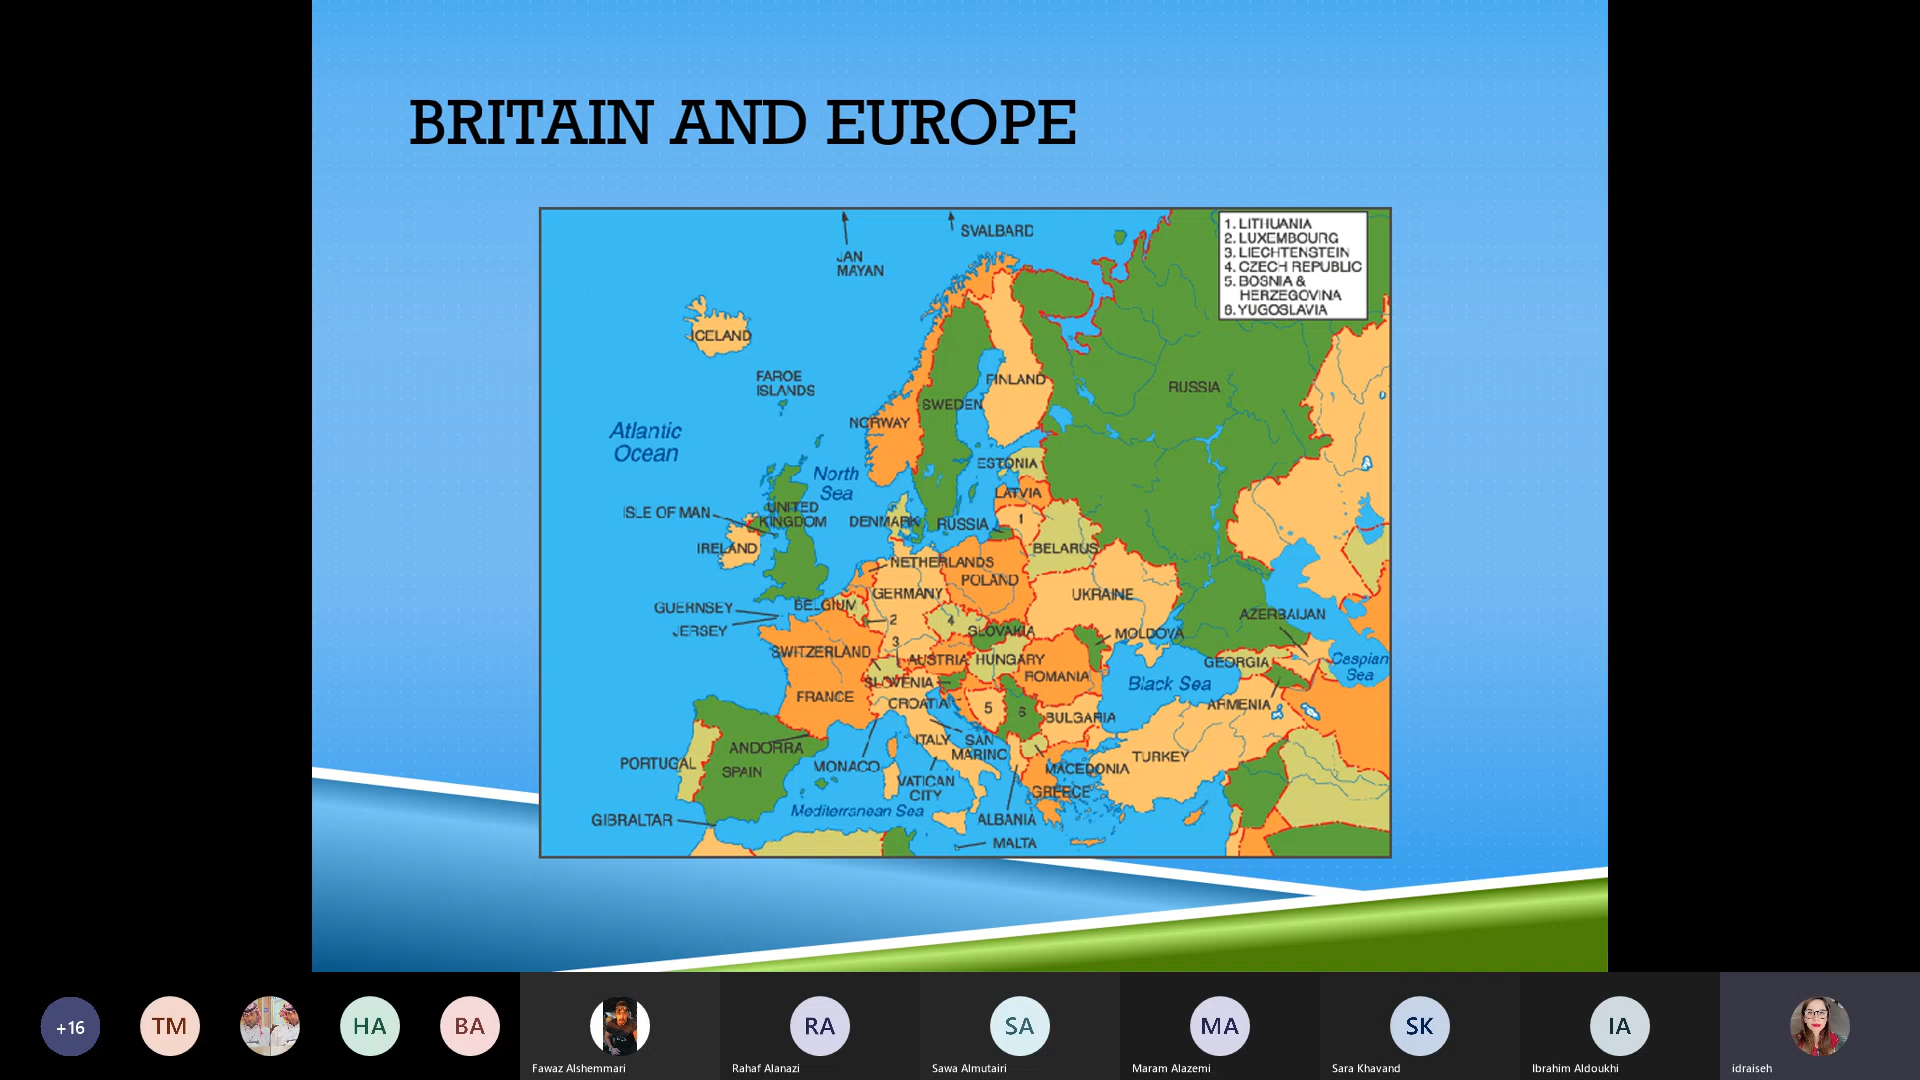 BRITAIN AND EUROPE
SVALBARD
JAN
MAYAN
1. LITHUANIA
2. LUXEMBOURG
3. LIECHTENSTEIN
4. CZECH REPUBLIC
5. BOSNIA &
HERZEGOVINA
6. YUGOSLAVIA
ICELAND
FAROE
ISLANDS
FINLAND
RUSSIA
SWEDEN
NORWAY
Atlantic
Ocean
North
Sea
ESTONIA
LATVIA
ISLE OF MAN
UNITED
KINGDOM
DENMARK
RUSSIA
1
IRELAND
BELARUS
NETHERLANDS
POLAND
GERMANY
UKRAINE
GUERNSEY
BELGIUM
JERSEY
2
4
SLOVAKIA
MOLDOVA
AZERBAIJAN
3
SWITZERLAND
AUSTRIA
HUNGARY
GEORGIA
Caspian
Sea
SLOVENIA
ROMANIA
Black Sea
FRANCE
CROATIA
5
6
BULGARIA
ARMENIA
ITALY
SAN
MARINO
ANDORRA
PORTUGAL
SPAIN
MONACO
VATICAN
CITY
MACEDONIA
TURKEY
GREECE
Mediterranean Sea
GIBRALTAR
ALBANIA
MALTA
+16
TM
HA
BA
RA
SA
MA
SK
IA
Fawaz Alshemmari
Rahaf Alanazi
Sawa Almutairi
Maram Alazemi
Sara Khavand
Ibrahim Aldoukhi
idraiseh